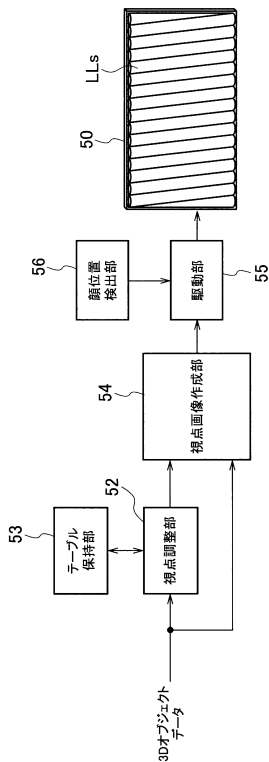 3Dオブジェクト
データ
53
テーブル
保持部
52
視点調整部
54
視点画像作成部
56
顔位置
検出部
駆動部
55
50
LLs